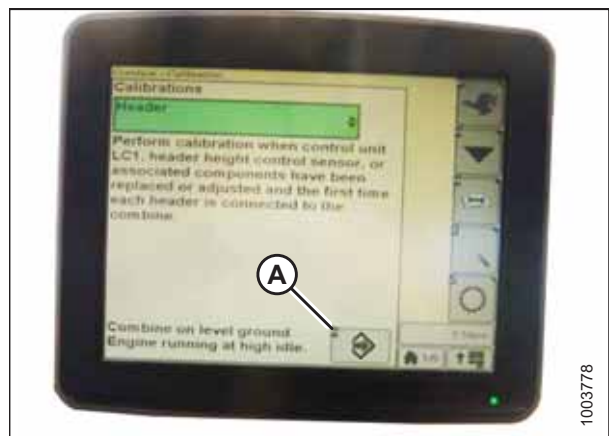 Combine - Calibration
Calibrations
Header
Perform calibration when control unit
LC1, header height control sensor, or
associated components have been
replaced or adjusted and the first time
each header is connected to the
combine.
A
Combine on level ground.
Engine running at high idle.
1003778